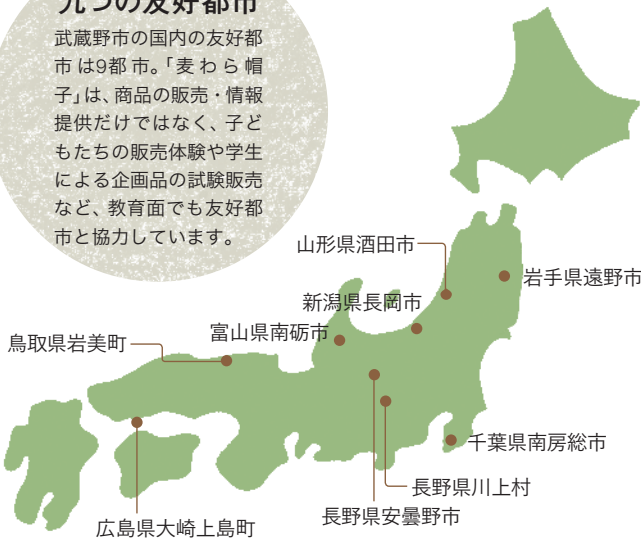 九つの友好都市
武蔵野市の国内の友好都
市は9都市。「麦わら帽
子」は、商品の販売・情報
提供だけではなく、子ど
もたちの販売体験や学生
による企画品の試験販売
など、教育面でも友好都
市と協力しています。
山形県酒田市
岩手県遠野市
新潟県長岡市
富山県南砺市
鳥取県岩美町
千葉県南房総市
長野県川上村
長野県安曇野市
広島県大崎上島町